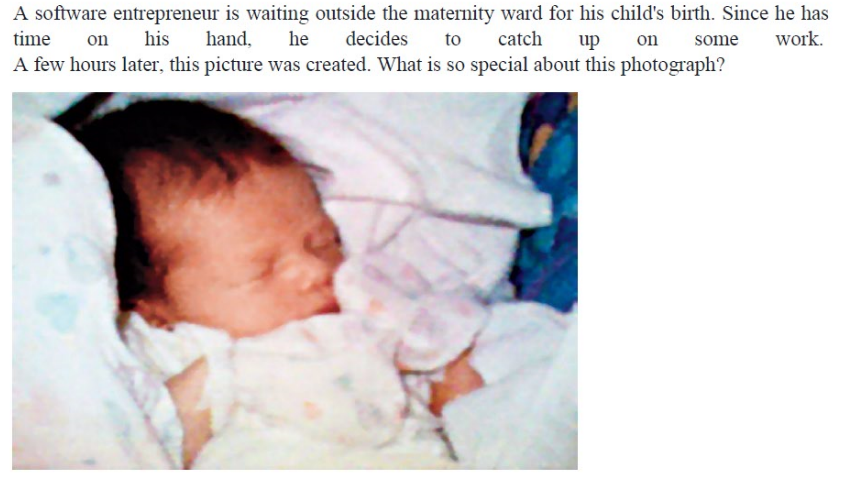 A software entrepreneur is waiting outside the maternity ward for his child's birth. Since he has
time on his hand, he decides to catch up on some work.
A few hours later, this picture was created. What is so special about this photograph?